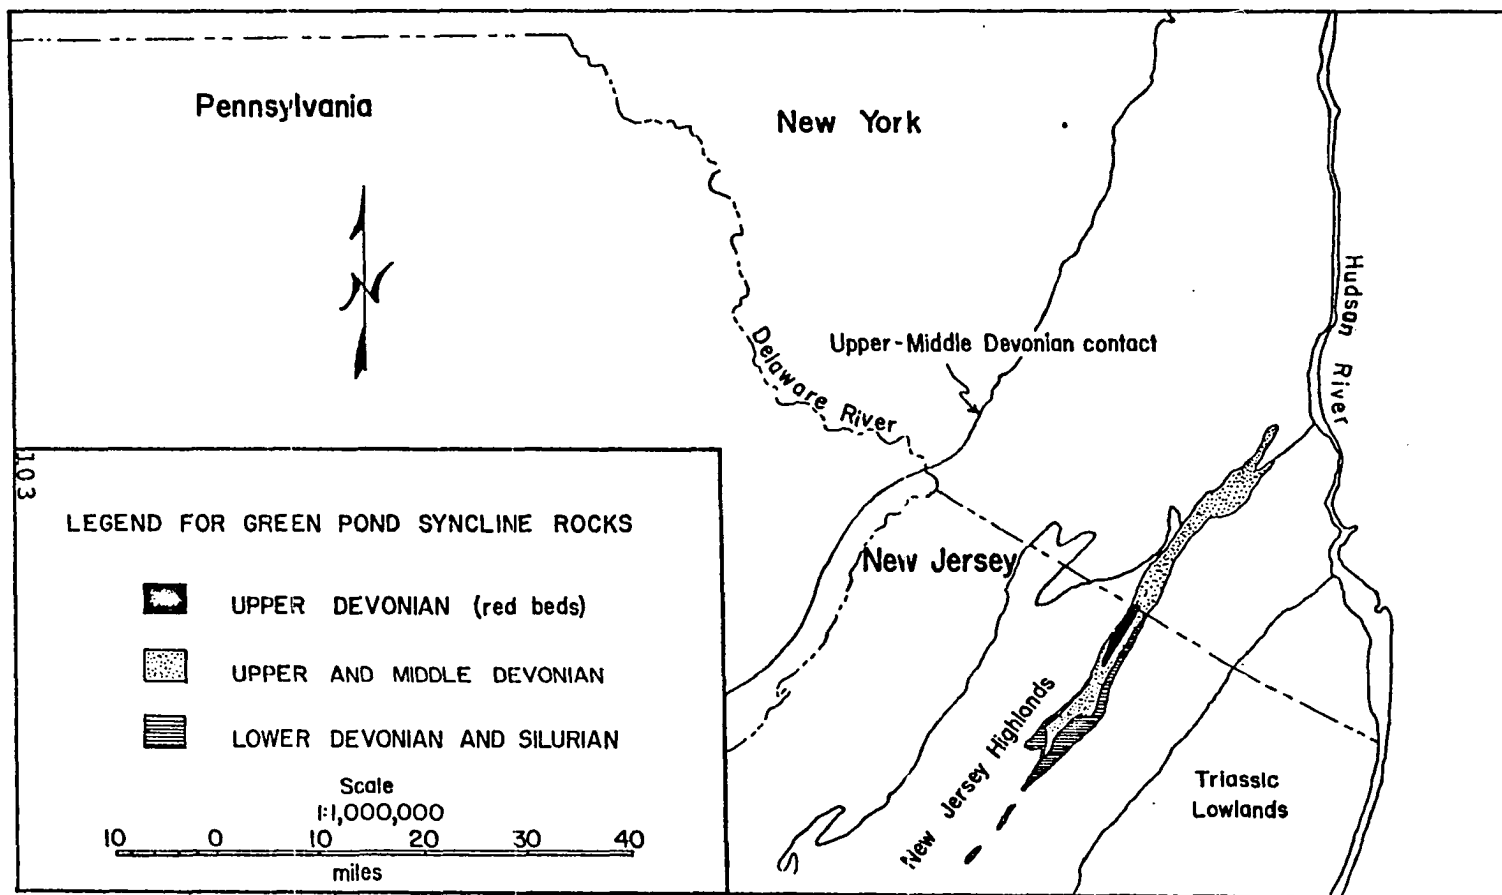 Pennsylvania
New York
N
Hudson River
Upper-Middle Devonian contact
Delaware River
103
LEGEND FOR GREEN POND SYNCLINE ROCKS
New Jersey
UPPER DEVONIAN (red beds)
UPPER AND MIDDLE DEVONIAN
LOWER DEVONIAN AND SILURIAN
New Jersey Highlands
Triassic
Lowlands
Scale
1:1,000,000
10 0 10 20 30 40
miles